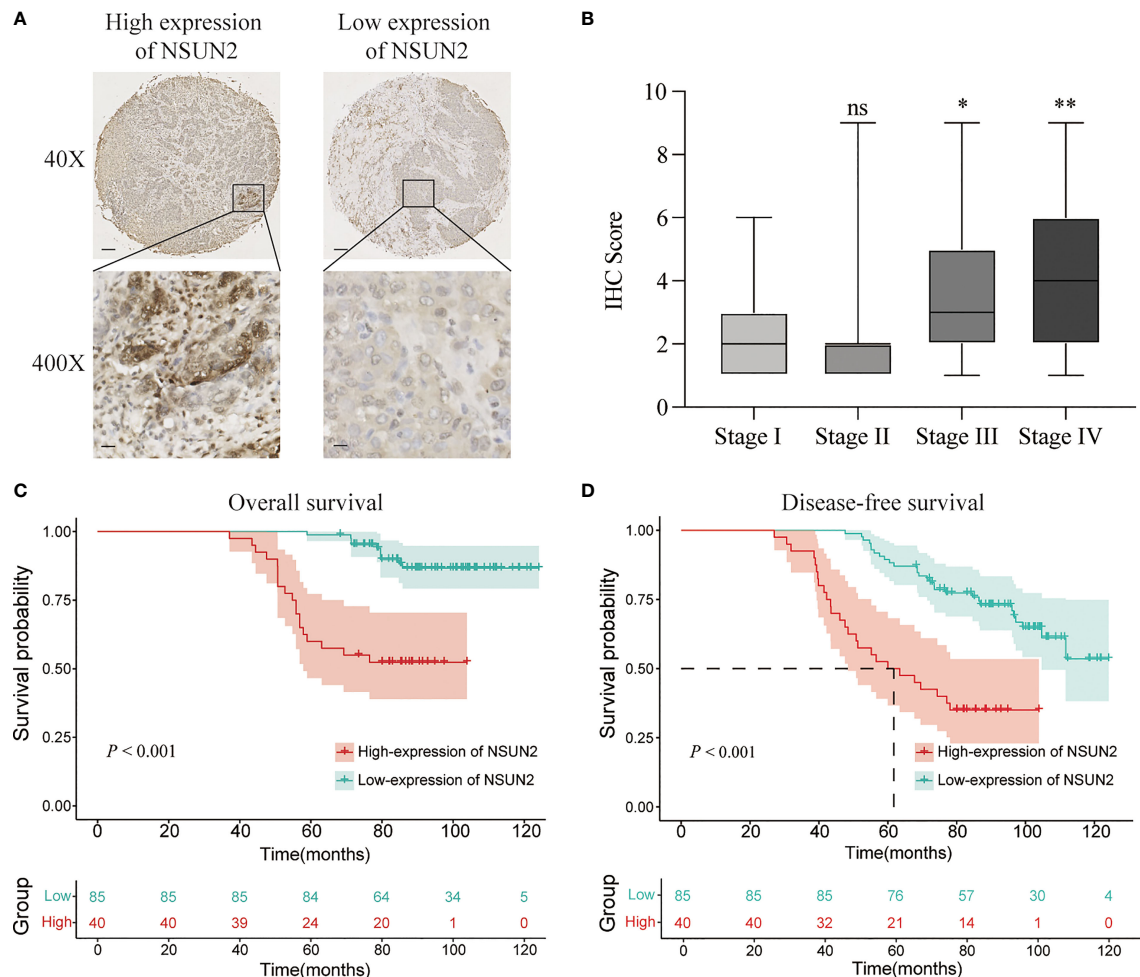 A
High expression
of NSUN2
Low expression
of NSUN2
40X
400X
B
IHC Score
10
8
6
4
2
0
ns
*
**
Stage I
Stage II
Stage III
Stage IV
C
Overall survival
Survival probability
1.00
0.75
0.50
0.25
0.00
P < 0.001
High-expression of NSUN2
Low-expression of NSUN2
0 20 40 60 80 100 120
Time(months)
Group
Low 85 85 85 84 64 34 5
High 40 40 39 24 20 1 0
0 20 40 60 80 100 120
Time(months)
D
Disease-free survival
Survival probability
1.00
0.75
0.50
0.25
0.00
P < 0.001
High-expression of NSUN2
Low-expression of NSUN2
0 20 40 60 80 100 120
Time(months)
Group
Low 85 85 85 76 57 30 4
High 40 40 32 21 14 1 0
0 20 40 60 80 100 120
Time(months)